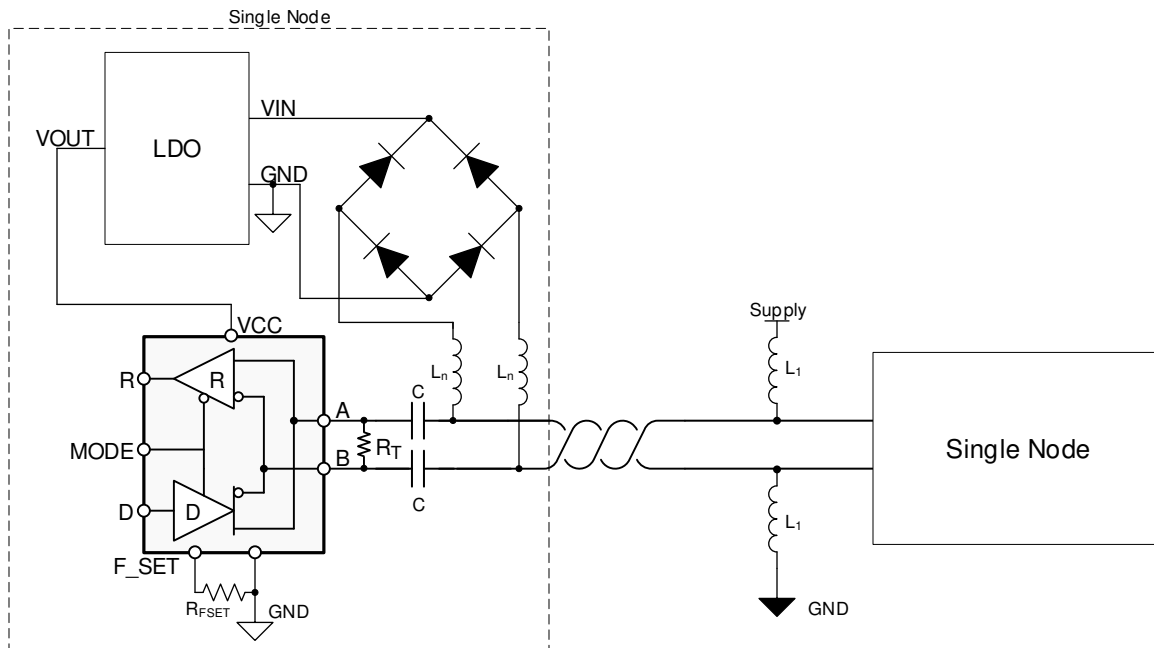 Single Node
VIN
VOUT
LDO
GND
Supply
VCC
L1
Ln
Ln
R
R
C
A
Single Node
MODE
RT
B
C
L1
D
D
F_SET
RFSET
GND
GND